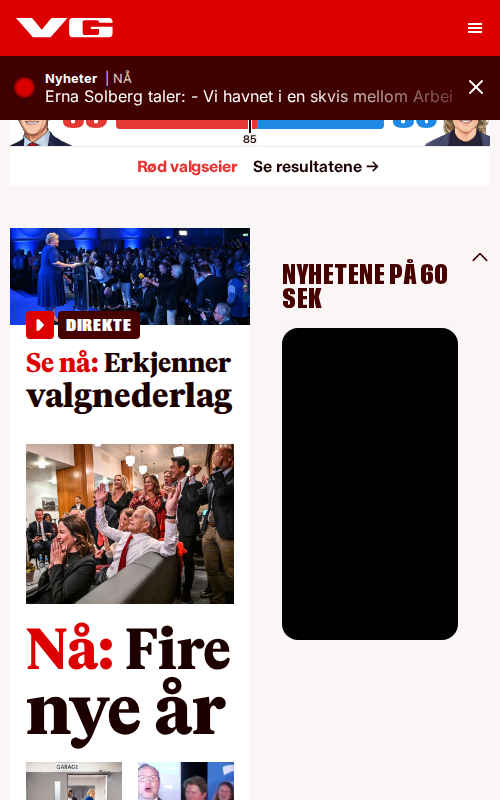 VG
Nyheter | NÅ
Erna Solberg taler: - Vi havnet i en skvis mellom Arbei
85
Rød valgseier Se resultatene →
DIREKTE
Se nå: Erkjenner
valgnederlag
NYHETENE PÅ 60
SEK
Nå: Fire
nye år
GARAGE